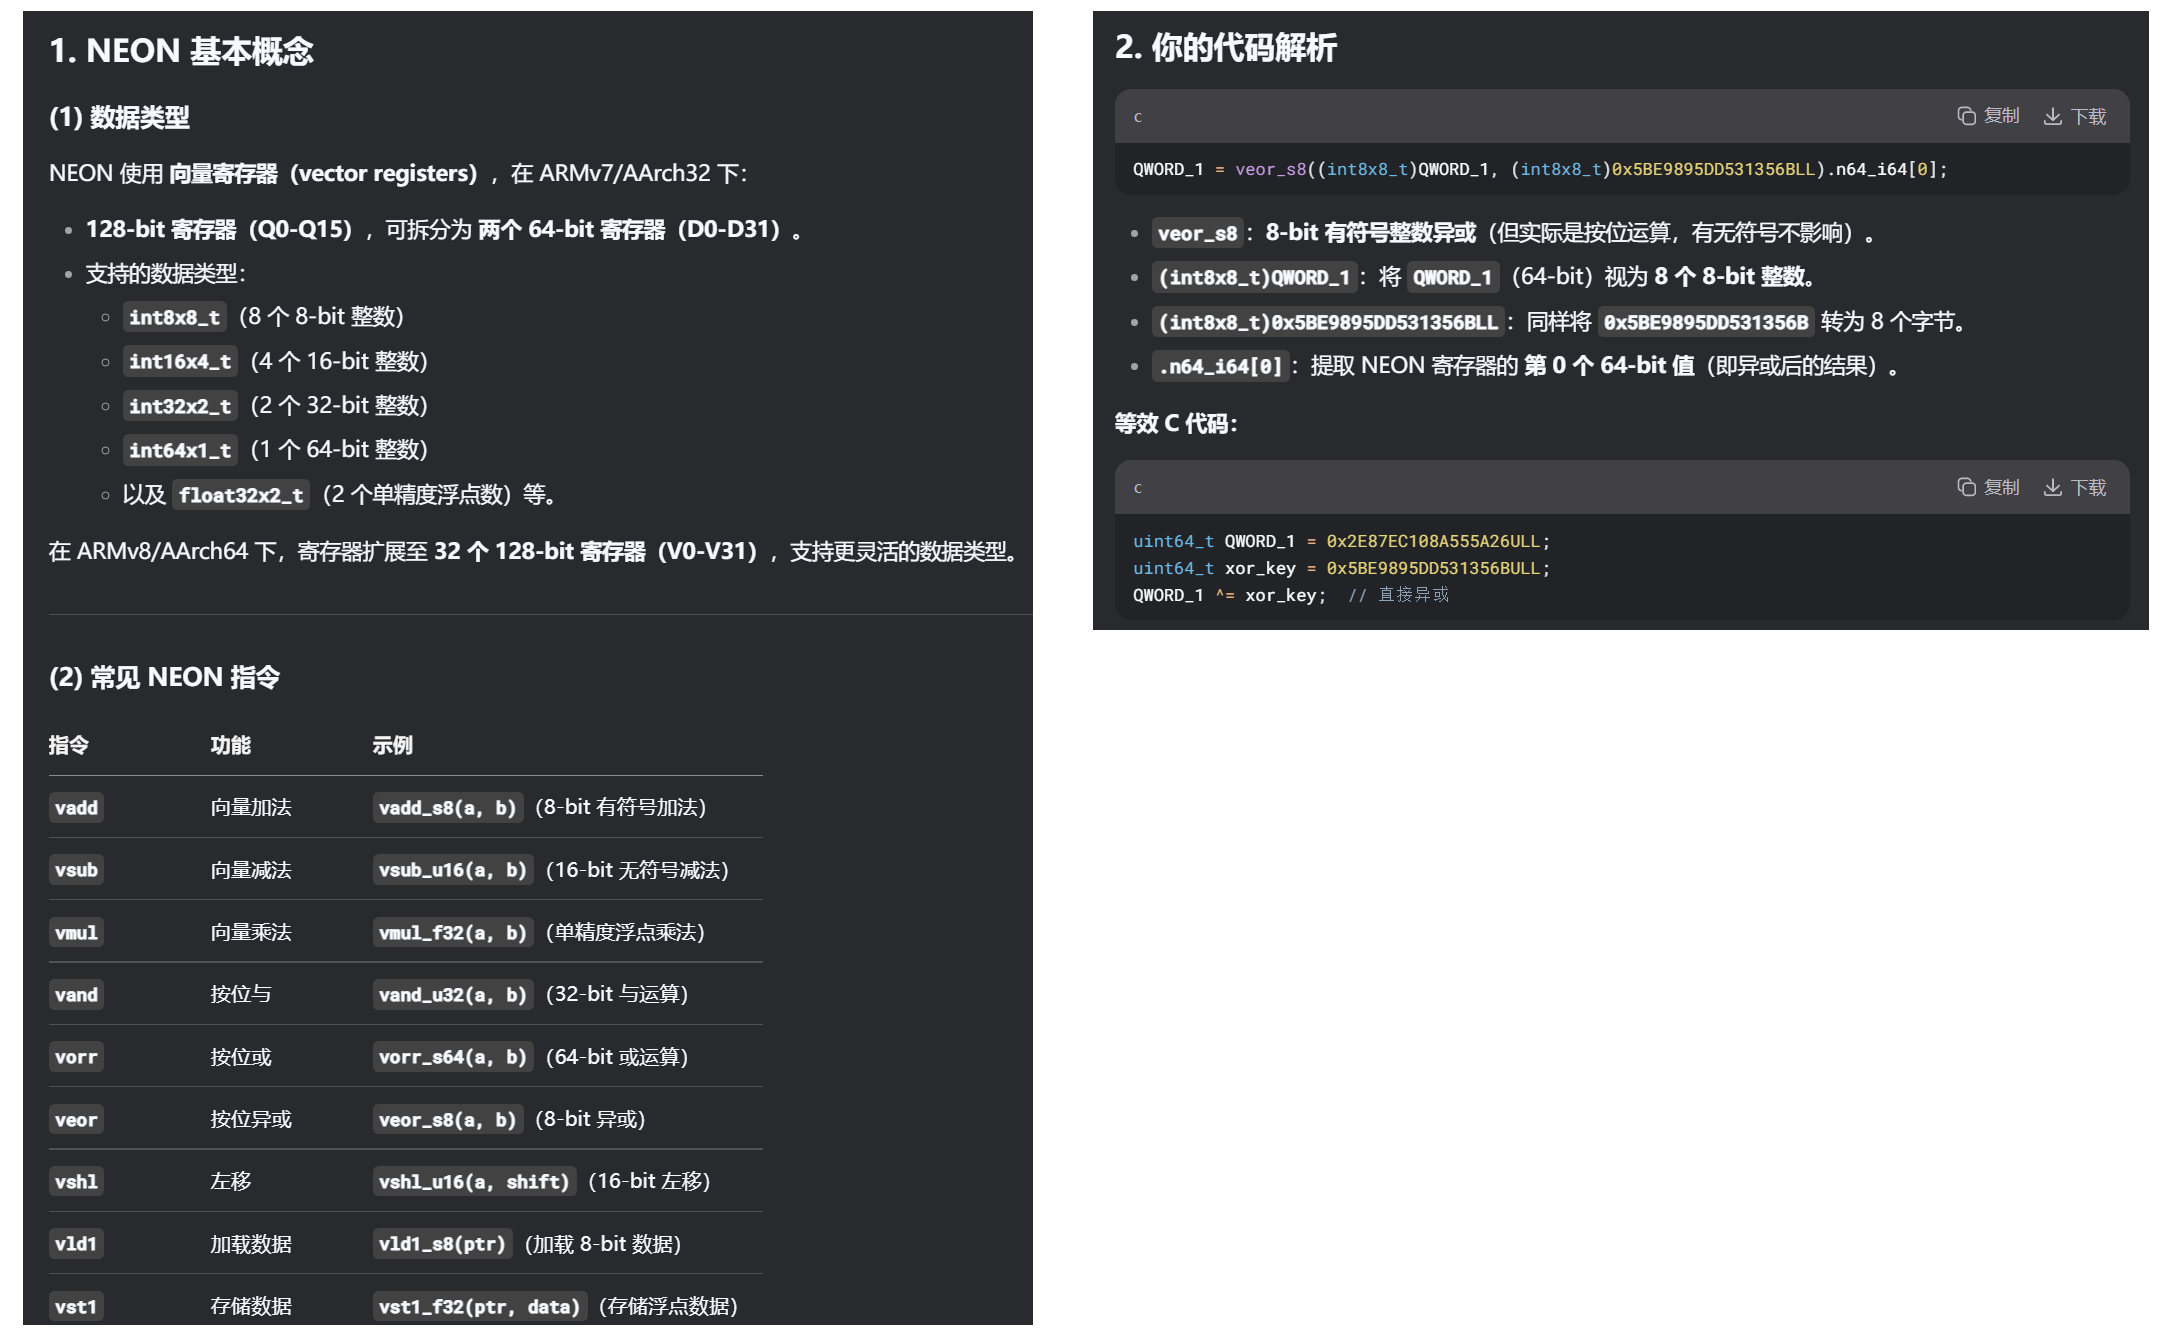 1. NEON 基本概念
(1) 数据类型
NEON 使用 向量寄存器（vector registers），在 ARMv7/AArch32 下：
128-bit 寄存器（Q0-Q15），可拆分为 两个 64-bit 寄存器（D0-D31）。
支持的数据类型：
int8x8_t（8 个 8-bit 整数）
int16x4_t（4 个 16-bit 整数）
int32x2_t（2 个 32-bit 整数）
int64x1_t（1 个 64-bit 整数）
以及 float32x2_t（2 个单精度浮点数）等。
在 ARMv8/AArch64 下，寄存器扩展至 32 个 128-bit 寄存器（V0-V31），支持更灵活的数据类型。
(2) 常见 NEON 指令
指令 功能 示例
vadd 向量加法 vadd_s8(a, b)（8-bit 有符号加法）
vsub 向量减法 vsub_u16(a, b)（16-bit 无符号减法）
vmul 向量乘法 vmul_f32(a, b)（单精度浮点乘法）
vand 按位与 vand_u32(a, b)（32-bit 与运算）
vorr 按位或 vorr_s64(a, b)（64-bit 或运算）
veor 按位异或 veor_s8(a, b)（8-bit 异或）
vshl 左移 vshl_u16(a, shift)（16-bit 左移）
vld1 加载数据 vld1_s8(ptr)（加载 8-bit 数据）
vst1 存储数据 vst1_f32(ptr, data)（存储浮点数据）
2. 你的代码解析
c 复制 下载
QWORD_1 = veor_s8((int8x8_t)QWORD_1, (int8x8_t)0x5BE9895DD531356BLL).n64_i64[0];
veor_s8：8-bit 有符号整数异或（但实际是按位运算，有无符号不影响）。
(int8x8_t)QWORD_1：将 QWORD_1（64-bit）视为 8 个 8-bit 整数。
(int8x8_t)0x5BE9895DD531356BLL：同样将 0x5BE9895DD531356B 转为 8 个字节。
.n64_i64[0]：提取 NEON 寄存器的 第 0 个 64-bit 值（即异或后的结果）。
等效 C 代码：
c 复制 下载
uint64_t QWORD_1 = 0x2E87EC108A555A26ULL;
uint64_t xor_key = 0x5BE9895DD531356BULL;
QWORD_1 ^= xor_key;  // 直接异或